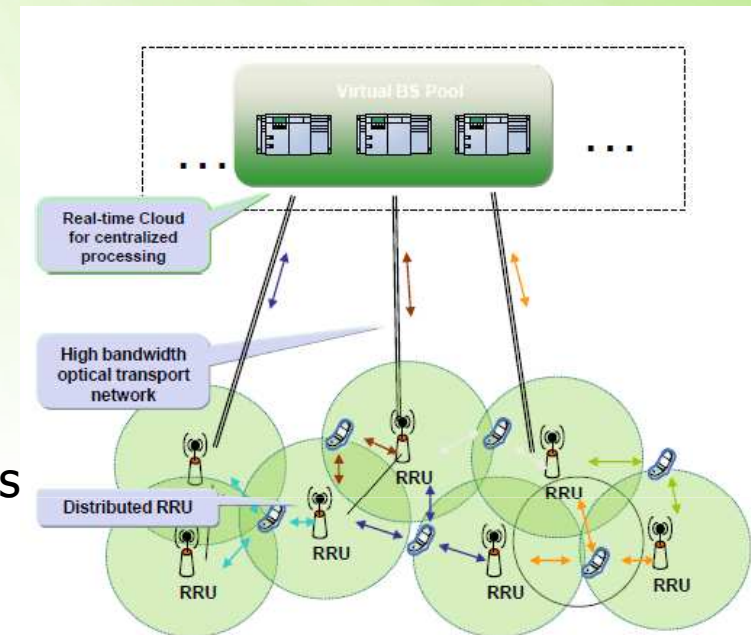 Virtual BS Pool
...
...
Real-time Cloud
for centralized
processing
High bandwidth
optical transport
network
s
Distributed RRU
RRU
RRU
RRU
RRU
RRU
RRU